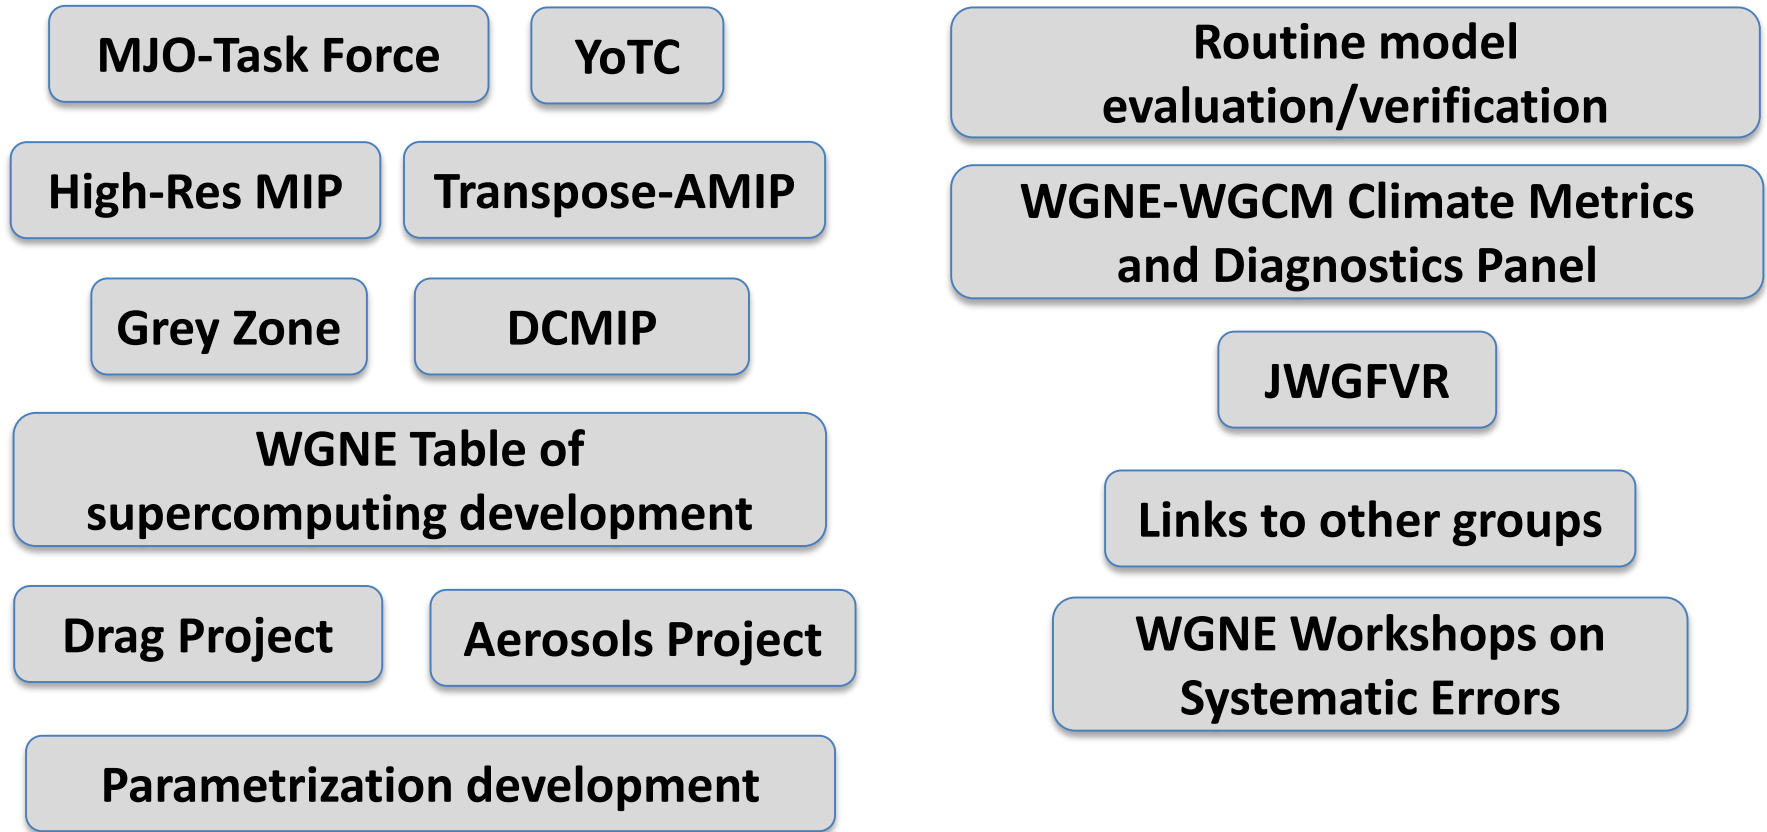 MJO-Task Force
YoTC
High-Res MIP
Transpose-AMIP
Grey Zone
DCMIP
WGNE Table of
supercomputing development
Drag Project
Aerosols Project
Parametrization development
Routine model
evaluation/verification
WGNE-WGCM Climate Metrics
and Diagnostics Panel
JWGFVR
Links to other groups
WGNE Workshops on
Systematic Errors